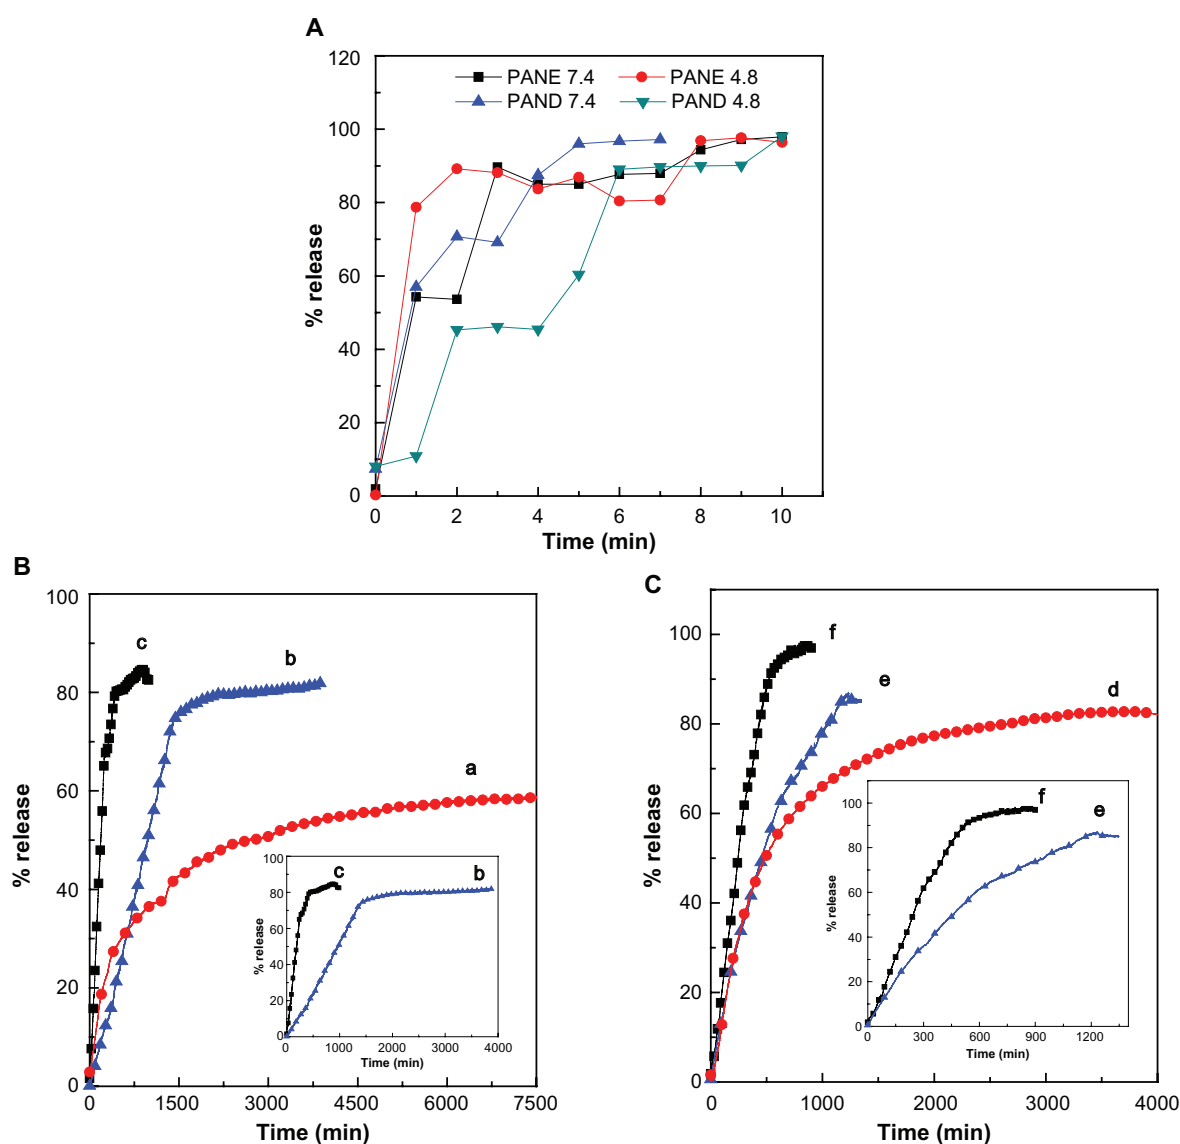 A
120
100
80
60
40
20
0
% release
PANE 7.4
PANE 4.8
PAND 7.4
PAND 4.8
0 2 4 6 8 10
Time (min)
B
100
80
60
40
20
0
% release
c
b
a
0 1500 3000 4500 6000 7500
Time (min)
100
80
60
40
20
0
% release
c
b
0 1000 2000 3000 4000
Time (min)
C
100
80
60
40
20
0
% release
f
e
d
0 1000 2000 3000 4000
Time (min)
100
80
60
40
20
0
% release
f
e
0 300 600 900 1200
Time (min)